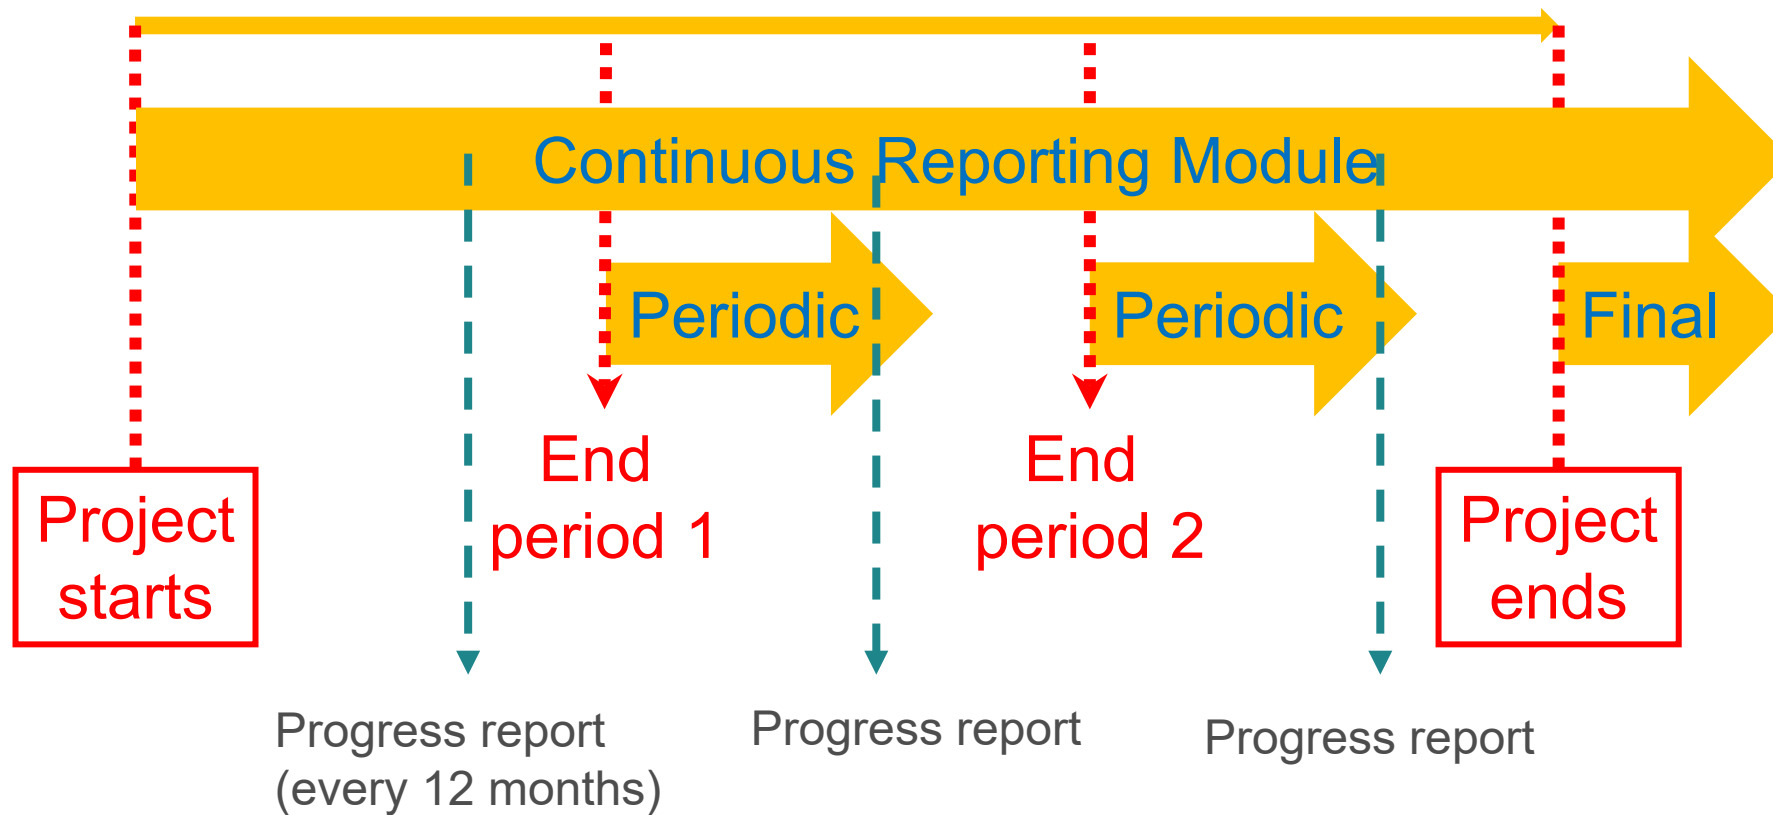 Continuous Reporting Module
Periodic
Periodic
Final
End
period 1
End
period 2
Project
starts
Project
ends
Progress report
(every 12 months)
Progress report
Progress report